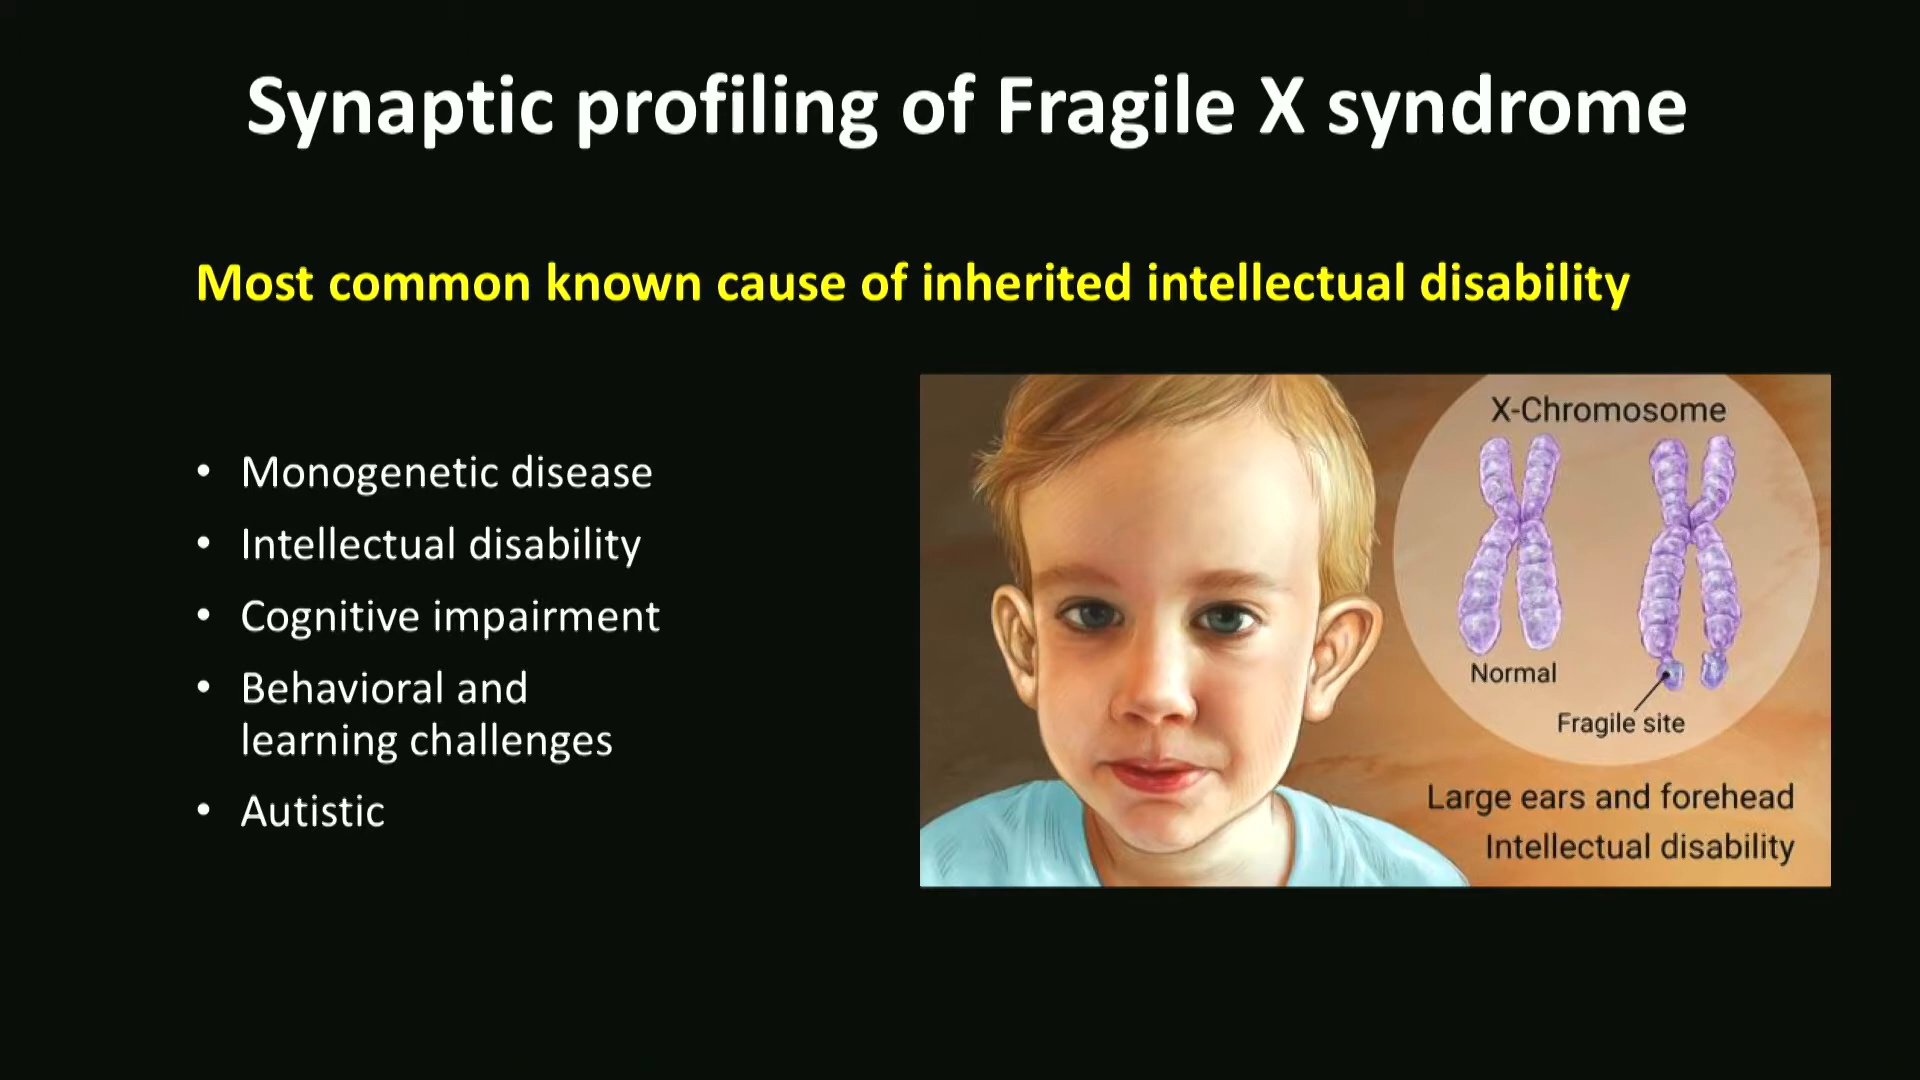 Synaptic profiling of Fragile X syndrome
Most common known cause of inherited intellectual disability
• Monogenetic disease
• Intellectual disability
• Cognitive impairment
• Behavioral and
learning challenges
• Autistic
X-Chromosome
Normal
Fragile site
Large ears and forehead
Intellectual disability